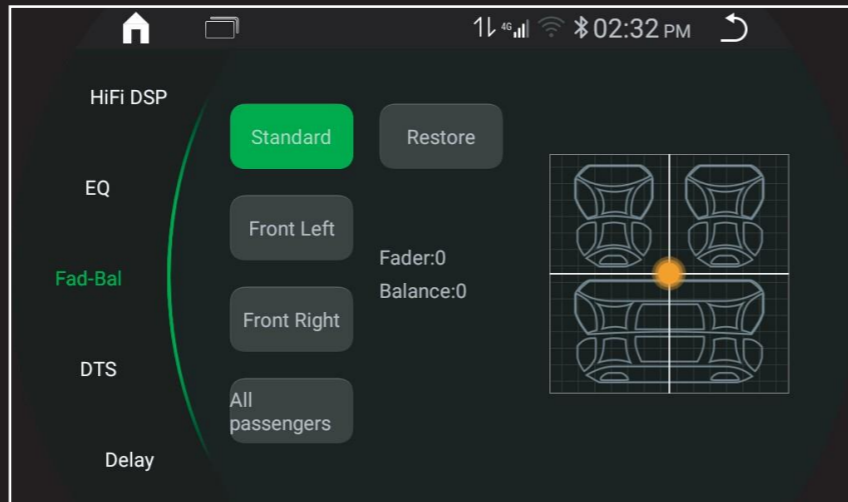 4G 02:32 PM
HiFi DSP
EQ
Fad-Bal
DTS
Delay
Standard
Restore
Front Left
Front Right
All
passengers
Fader:0
Balance:0